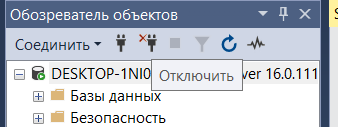 Обозреватель объектов
Соединить
DESKTOP-1NI0 ver 16.0.111
Отключить
Базы данных
Безопасность